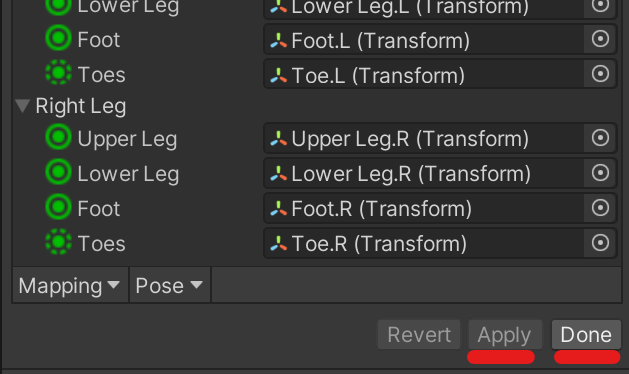 Lower Leg Lower Leg.L (Transform)
Foot Foot.L (Transform)
Toes Toe.L (Transform)
Right Leg
Upper Leg Upper Leg.R (Transform)
Lower Leg Lower Leg.R (Transform)
Foot Foot.R (Transform)
Toes Toe.R (Transform)
Mapping Pose
Revert Apply Done